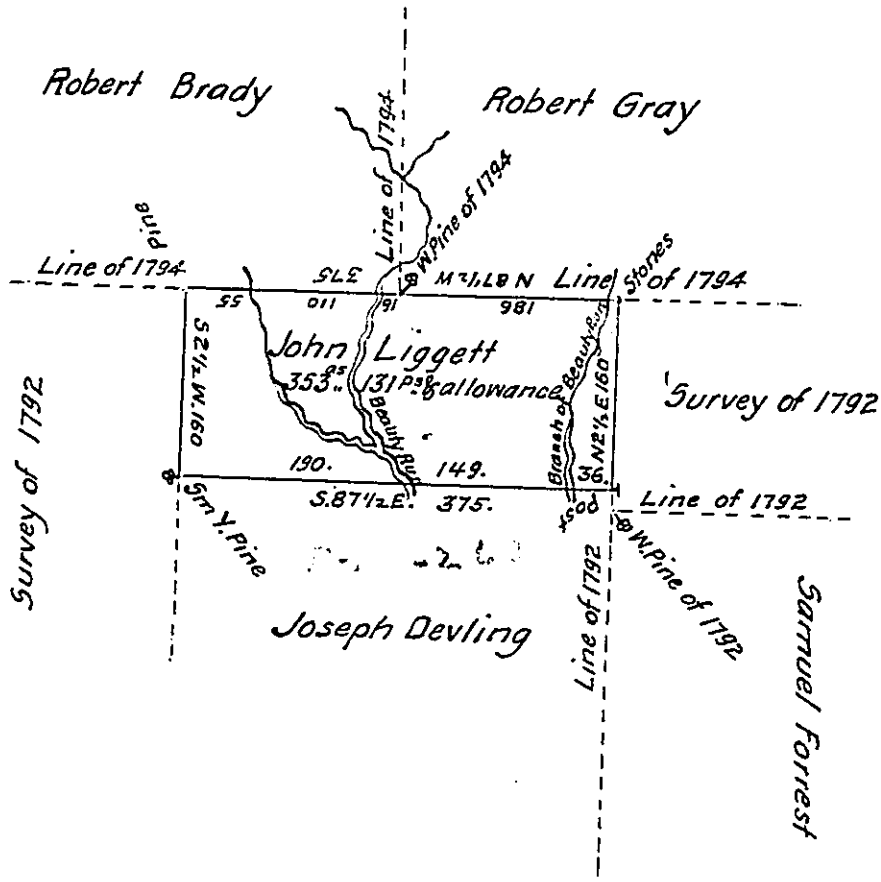 Robert Brady
Robert Gray
Line of 1794
W. Pine of 1794
Pine
Line of 1794
375
N 87½ W
Line of 1794
Stones
55
110
16
186
John Liggett
353 as. 131 Ps. & allowance
Beauty Run
Branch of Beauty Run
S 2½ W. 160
N 2½ E 160
Survey of 1792
Survey of 1792
190.
149.
36
S. 87½ E. 375.
Post
Line of 1792
Sm Y. Pine
W. Pine of 1792
Line of 1792
Joseph Devling
Samuel Forrest